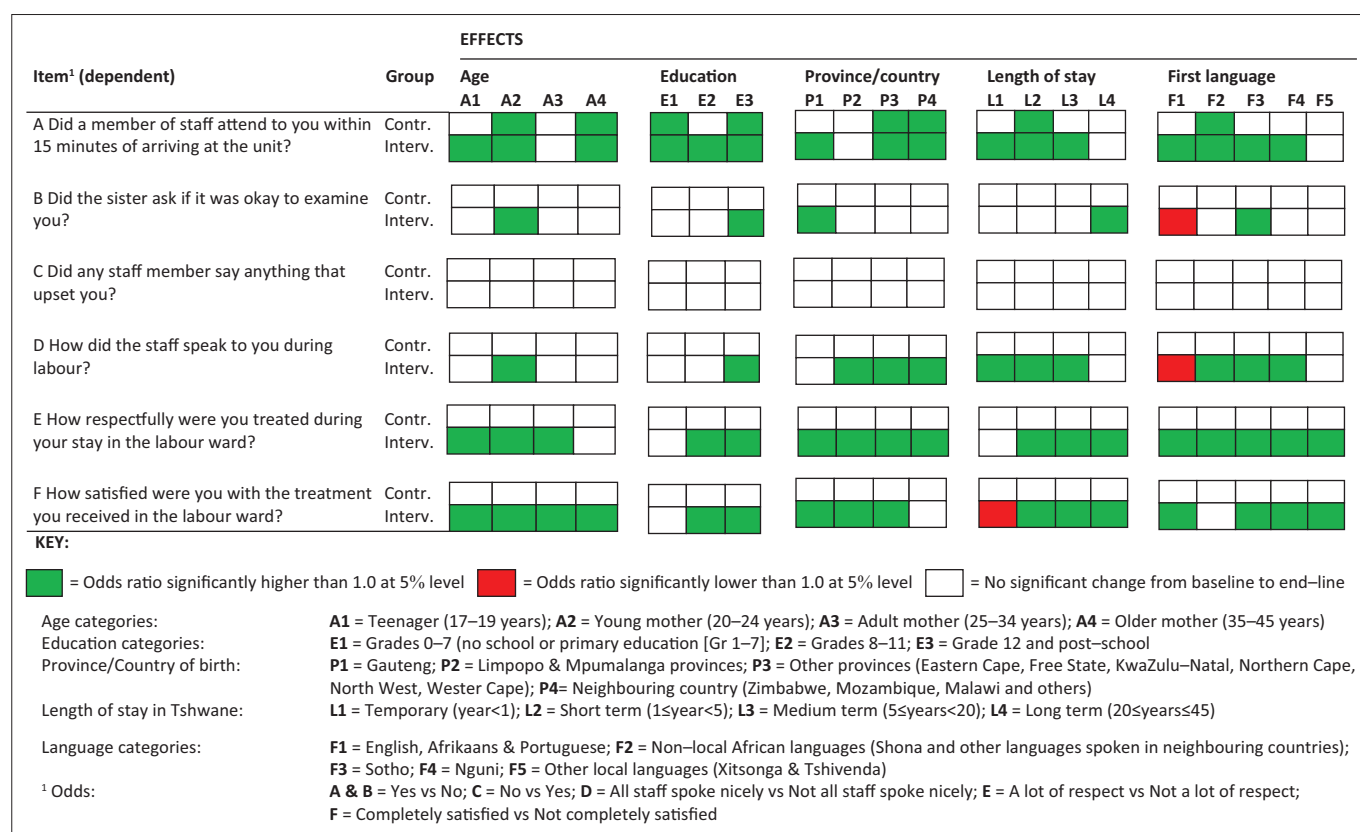 EFFECTS
Item¹ (dependent) Group Age Education Province/country Length of stay First language
A1 A2 A3 A4 E1 E2 E3 P1 P2 P3 P4 L1 L2 L3 L4 F1 F2 F3 F4 F5
A Did a member of staff attend to you within Contr.
15 minutes of arriving at the unit? Interv.
B Did the sister ask if it was okay to examine Contr.
you? Interv.
C Did any staff member say anything that Contr.
upset you? Interv.
D How did the staff speak to you during Contr.
labour? Interv.
E How respectfully were you treated during Contr.
your stay in the labour ward? Interv.
F How satisfied were you with the treatment Contr.
you received in the labour ward? Interv.
KEY:
= Odds ratio significantly higher than 1.0 at 5% level = Odds ratio significantly lower than 1.0 at 5% level = No significant change from baseline to end–line
Age categories: A1 = Teenager (17–19 years); A2 = Young mother (20–24 years); A3 = Adult mother (25–34 years); A4 = Older mother (35–45 years)
Education categories: E1 = Grades 0–7 (no school or primary education [Gr 1–7]; E2 = Grades 8–11; E3 = Grade 12 and post–school
Province/Country of birth: P1 = Gauteng; P2 = Limpopo & Mpumalanga provinces; P3 = Other provinces (Eastern Cape, Free State, KwaZulu–Natal, Northern Cape,
North West, Wester Cape); P4= Neighbouring country (Zimbabwe, Mozambique, Malawi and others)
Length of stay in Tshwane: L1 = Temporary (year<1); L2 = Short term (1≤year<5); L3 = Medium term (5≤years<20); L4 = Long term (20≤years≤45)
Language categories: F1 = English, Afrikaans & Portuguese; F2 = Non–local African languages (Shona and other languages spoken in neighbouring countries);
F3 = Sotho; F4 = Nguni; F5 = Other local languages (Xitsonga & Tshivenda)
¹ Odds: A & B = Yes vs No; C = No vs Yes; D = All staff spoke nicely vs Not all staff spoke nicely; E = A lot of respect vs Not a lot of respect;
F = Completely satisfied vs Not completely satisfied